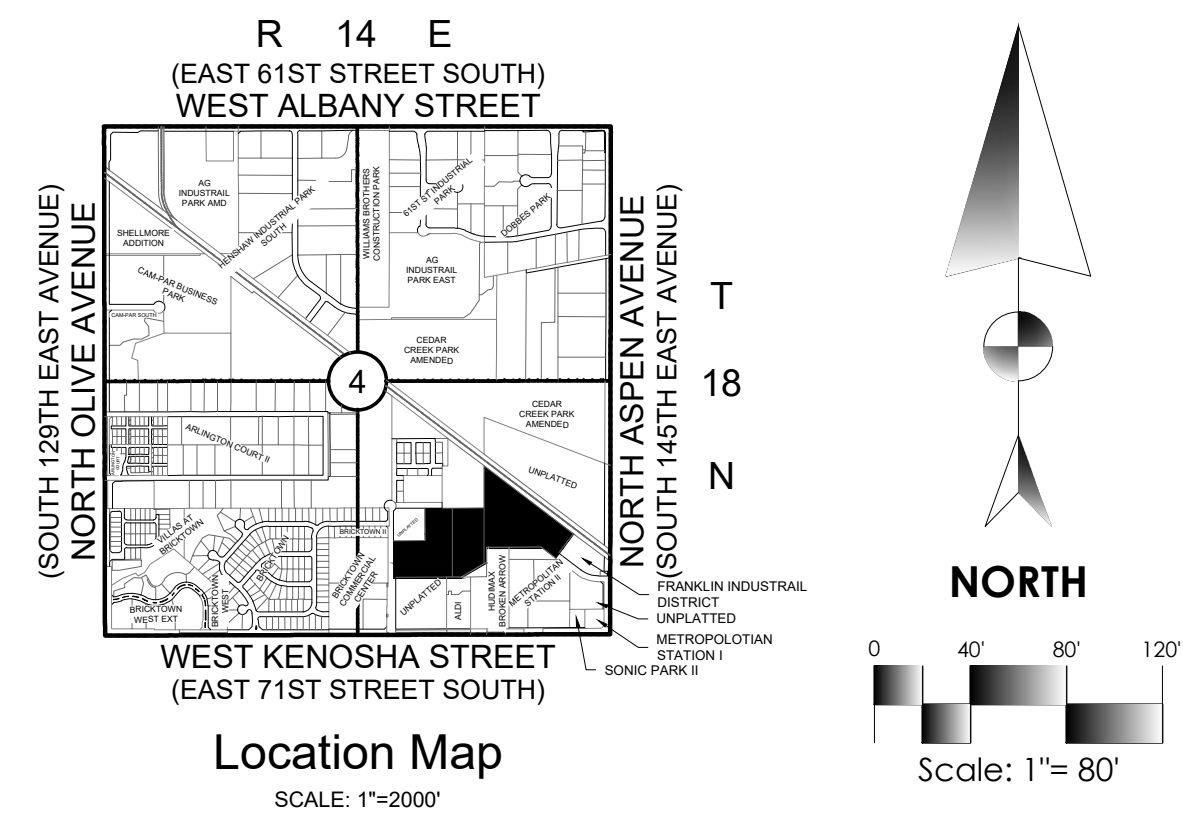 R 14 E
(EAST 61ST STREET SOUTH)
WEST ALBANY STREET
(SOUTH 129TH EAST AVENUE)
NORTH OLIVE AVENUE
AG
INDUSTRAIL
PARK AMD
SHELLMORE
ADDITION
HENSHAW INDUSTRIAL PARK
SOUTH
WILLIAMS BROTHERS
CONSTRUCTION PARK
61ST ST INDUSTRIAL
PARK
DOBBES PARK
CAM-PAR BUSINESS
PARK
CAM-PAR SOUTH
AG
INDUSTRAIL
PARK EAST
CEDAR
CREEK PARK
AMENDED
4
CEDAR
CREEK PARK
AMENDED
UNPLATTED
ARLINGTON COURT II
VILLAS AT
BRICKTOWN
BRICKTOWN
BRICKTOWN II
UNPLATTED
BRICKTOWN
WEST
BRICKTOWN
WEST EXT
BRICKTOWN
COMMERCIAL
CENTER
UNPLATTED
ALDI
HUDIMAX
BROKEN ARROW
METROPOLITAN
STATION II
NORTH ASPEN AVENUE
(SOUTH 145TH EAST AVENUE)
T
18
N
FRANKLIN INDUSTRAIL
DISTRICT
UNPLATTED
METROPOLOTIAN
STATION I
SONIC PARK II
WEST KENOSHA STREET
(EAST 71ST STREET SOUTH)
Location Map
SCALE: 1"=2000'
NORTH
0 40' 80' 120'
Scale: 1"= 80'